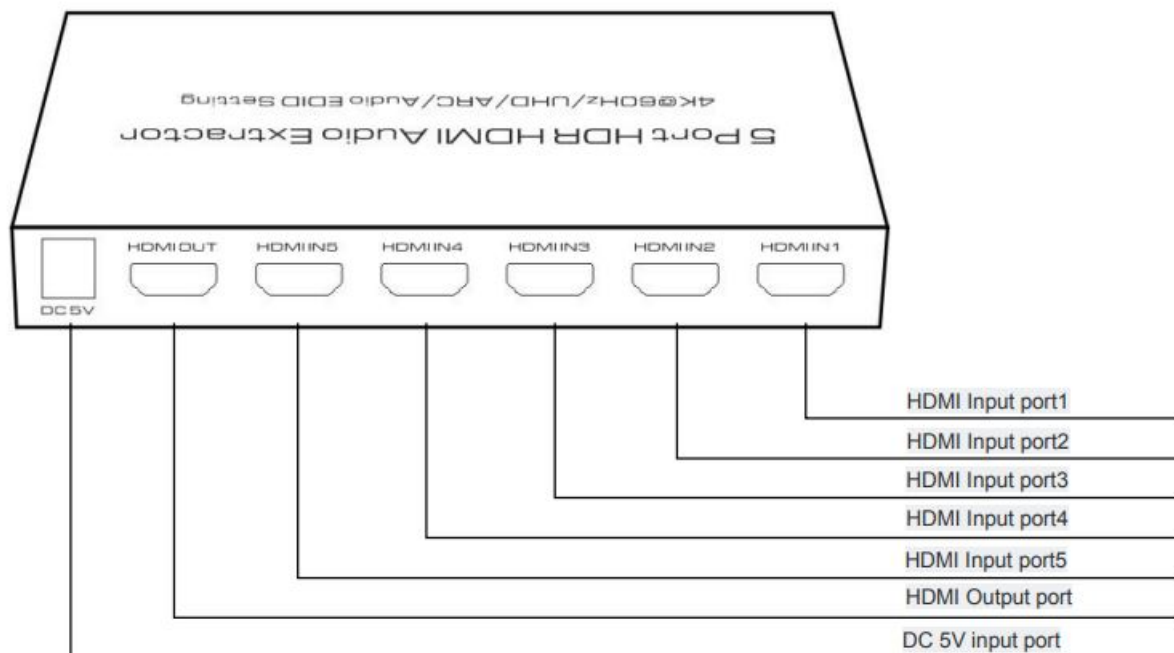 5 Port HDR HDMI Audio Extractor
4K@60Hz/UHD/ARC/Audio EDID Setting
HDMI OUT HDMI IN5 HDMI IN4 HDMI IN3 HDMI IN2 HDMI IN1
DC 5V
HDMI Input port1
HDMI Input port2
HDMI Input port3
HDMI Input port4
HDMI Input port5
HDMI Output port
DC 5V input port